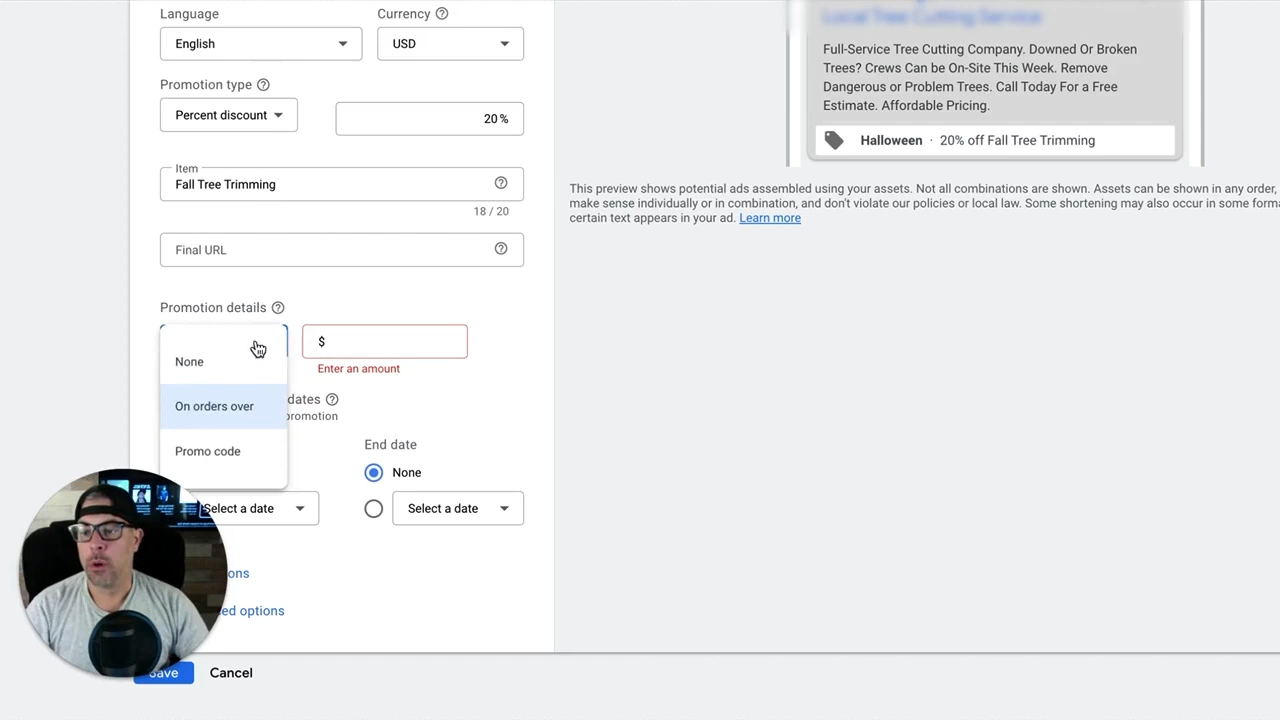 Language
Currency
English
USD
Promotion type
Percent discount
20 %
Item
Fall Tree Trimming
18 / 20
Final URL
Promotion details
None
On orders over
Promo code
$
Enter an amount
dates
promotion
End date
None
Select a date
Select a date
ons
ed options
Save
Cancel
Local Tree Cutting Service
Full-Service Tree Cutting Company. Downed Or Broken
Trees? Crews Can be On-Site This Week. Remove
Dangerous or Problem Trees. Call Today For a Free
Estimate. Affordable Pricing.
Halloween · 20% off Fall Tree Trimming
This preview shows potential ads assembled using your assets. Not all combinations are shown. Assets can be shown in any order,
make sense individually or in combination, and don't violate our policies or local law. Some shortening may also occur in some forma
certain text appears in your ad. Learn more